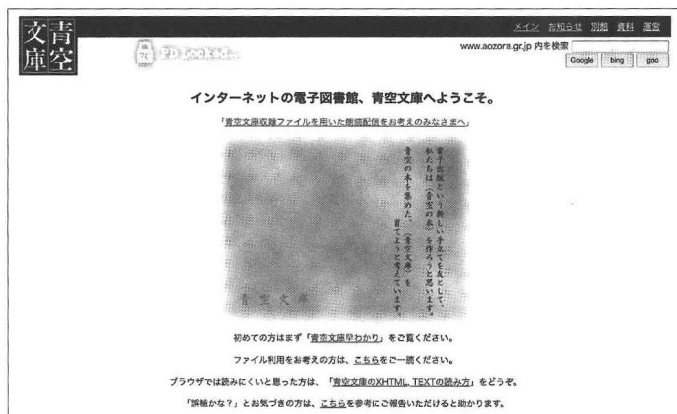 青空文庫
メイン お知らせ 別館 資料 運営
PD Locked...
www.aozora.gr.jp 内を検索
Google bing goo
インターネットの電子図書館、青空文庫へようこそ。
「青空文庫収録ファイルを用いた朗読配信をお考えのみなさまへ」
電子出版という新しい手立てを友として、
私たちは〈青空の本〉を作ろうと思います。
青空の本を集めた、〈青空文庫〉を
育てようと考えています。
青空文庫
初めての方はまず「青空文庫早わかり」をご覧ください。
ファイル利用をお考えの方は、こちらをご一読ください。
ブラウザでは読みにくいと思った方は、「青空文庫のXHTML, TEXTの読み方」をどうぞ。
「誤植かな？」とお気づきの方は、こちらを参考にご報告いただけると助かります。